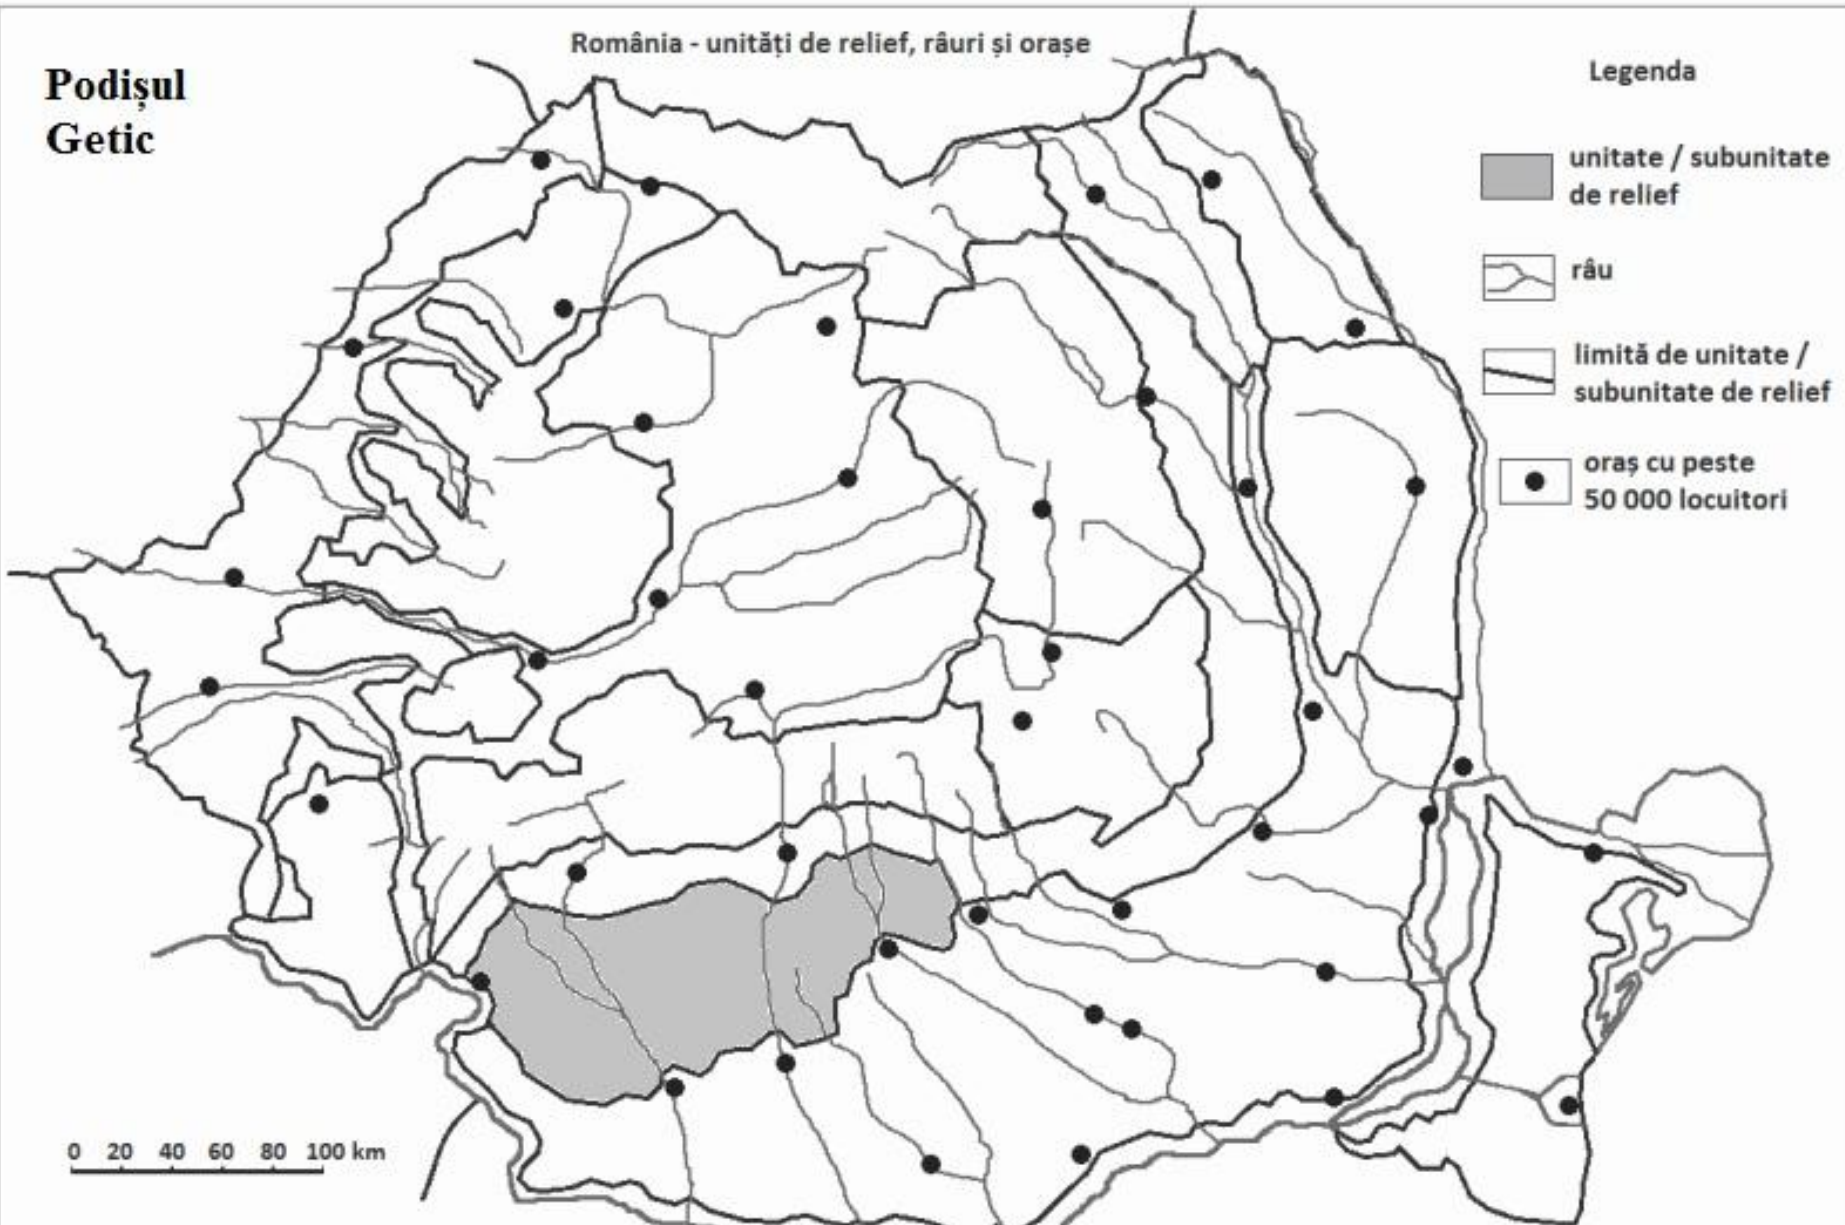 România - unități de relief, râuri și orașe
Podișul
Getic
Legenda
unitate / subunitate
de relief
râu
limită de unitate /
subunitate de relief
oraș cu peste
50 000 locuitori
0 20 40 60 80 100 km